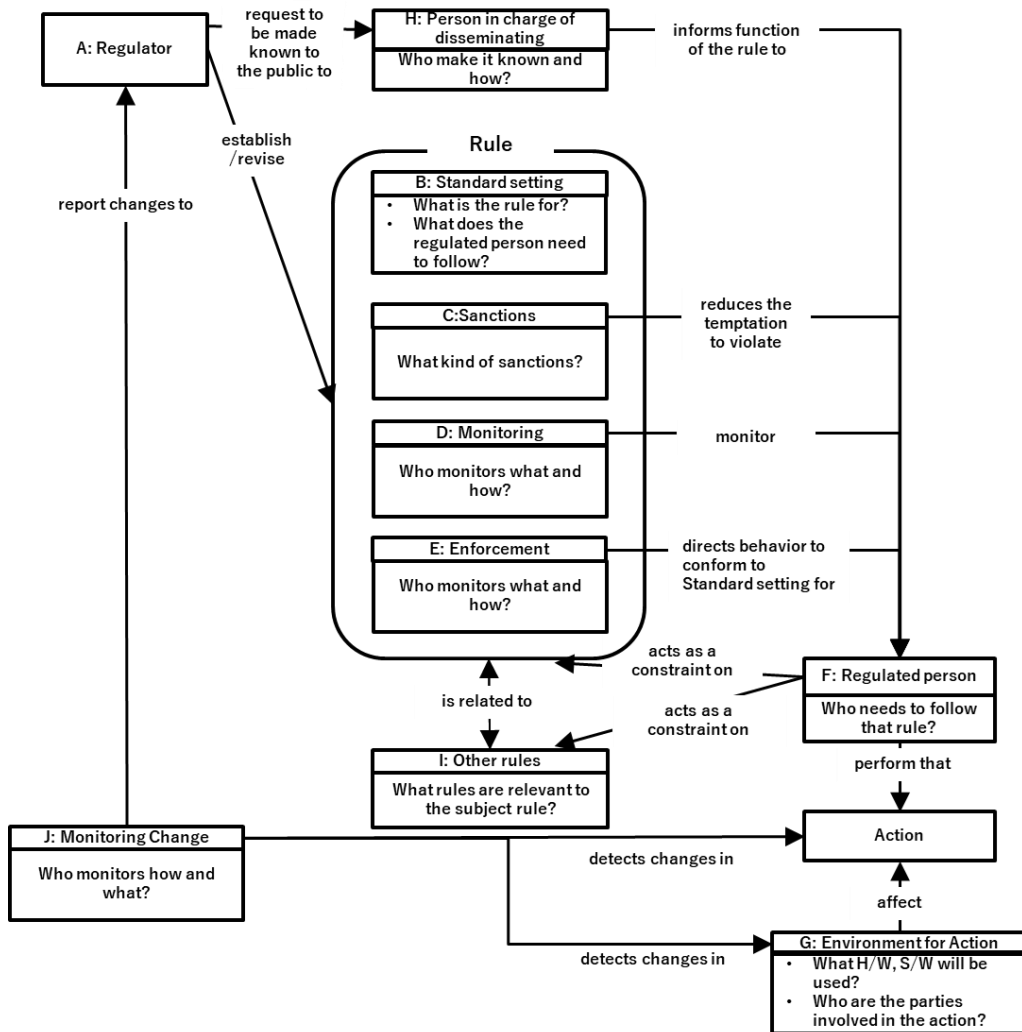 A: Regulator
request to
be made
known to
the public to
H: Person in charge of
disseminating
Who make it known and
how?
informs function
of the rule to
establish
/revise
Rule
B: Standard setting
• What is the rule for?
• What does the
regulated person need
to follow?
report changes to
C:Sanctions
What kind of sanctions?
reduces the
temptation
to violate
D: Monitoring
Who monitors what and
how?
monitor
E: Enforcement
Who monitors what and
how?
directs behavior to
conform to
Standard setting for
acts as a
constraint on
F: Regulated person
Who needs to follow
that rule?
is related to
acts as a
constraint on
I: Other rules
What rules are relevant to
the subject rule?
perform that
Action
J: Monitoring Change
Who monitors how and
what?
detects changes in
affect
detects changes in
G: Environment for Action
• What H/W, S/W will be
used?
• Who are the parties
involved in the action?